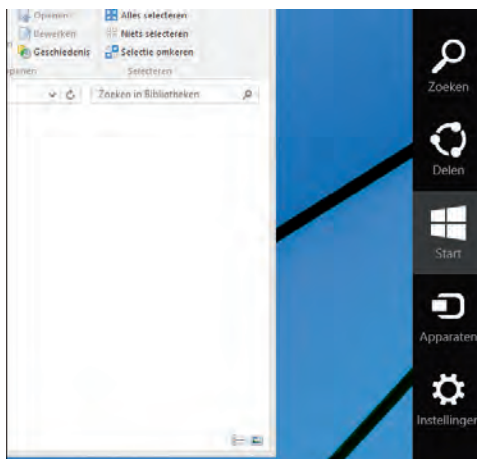 Openen
Bewerken
Geschiedenis
Alles selecteren
Niets selecteren
Selectie omkeren
Selecteren
Zoeken in Bibliotheken
Zoeken
Delen
Start
Apparaten
Instellingen